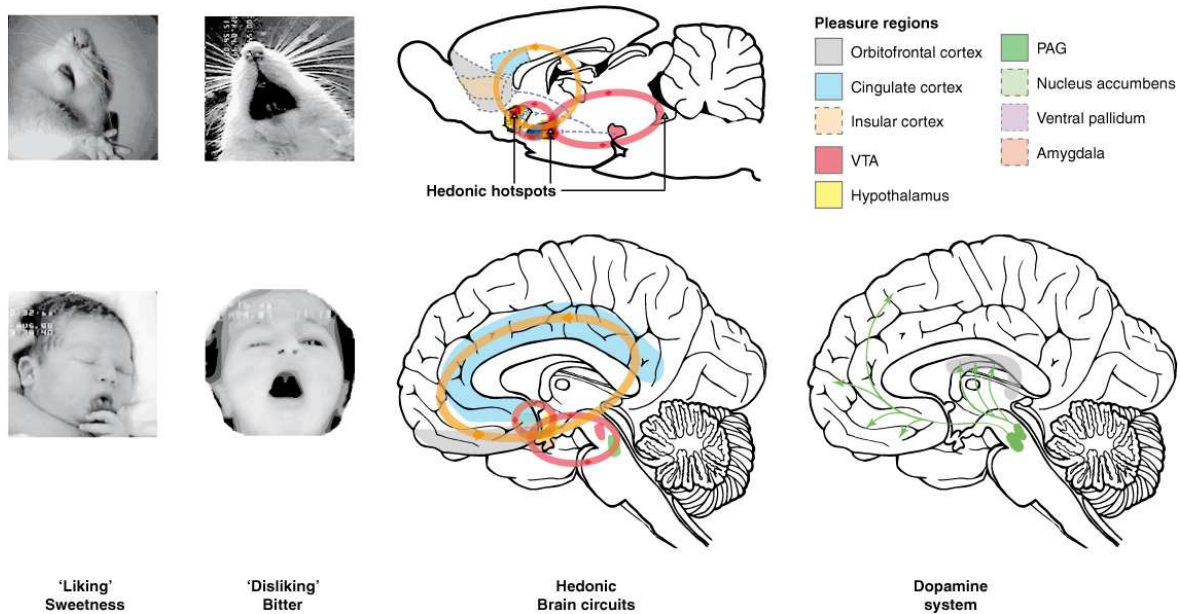 Pleasure regions
Orbitofrontal cortex
Cingulate cortex
Insular cortex
VTA
Hypothalamus
PAG
Nucleus accumbens
Ventral pallidum
Amygdala
Hedonic hotspots
‘Liking’
Sweetness
‘Disliking’
Bitter
Hedonic
Brain circuits
Dopamine
system